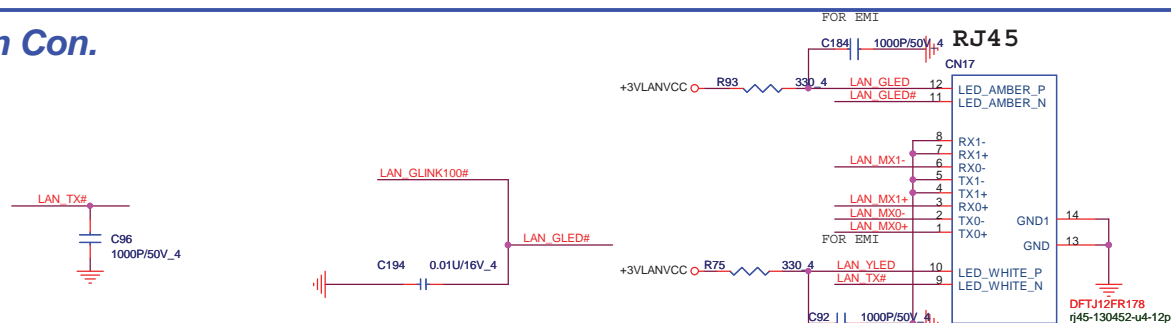 n Con.
FOR EMI
C184 1000P/50V_4
RJ45
CN17
+3VLANVCC R93 330_4 LAN_GLED 12 LED_AMBER_P
LAN_GLED# 11 LED_AMBER_N
8 RX1-
7 RX1+
LAN_MX1- 6 RX0-
5 TX1-
4 TX1+
LAN_MX1+ 3 RX0+
LAN_MX0- 2 TX0-
LAN_MX0+ 1 TX0+
GND1 14
GND 13
FOR EMI
+3VLANVCC R75 330_4 LAN_YLED 10 LED_WHITE_P
LAN_TX# 9 LED_WHITE_N
C92 1000P/50V_4
DFTJ12FR178
rj45-130452-u4-12p
LAN_GLINK100#
LAN_GLED#
C194 0.01U/16V_4
LAN_TX#
C96
1000P/50V_4